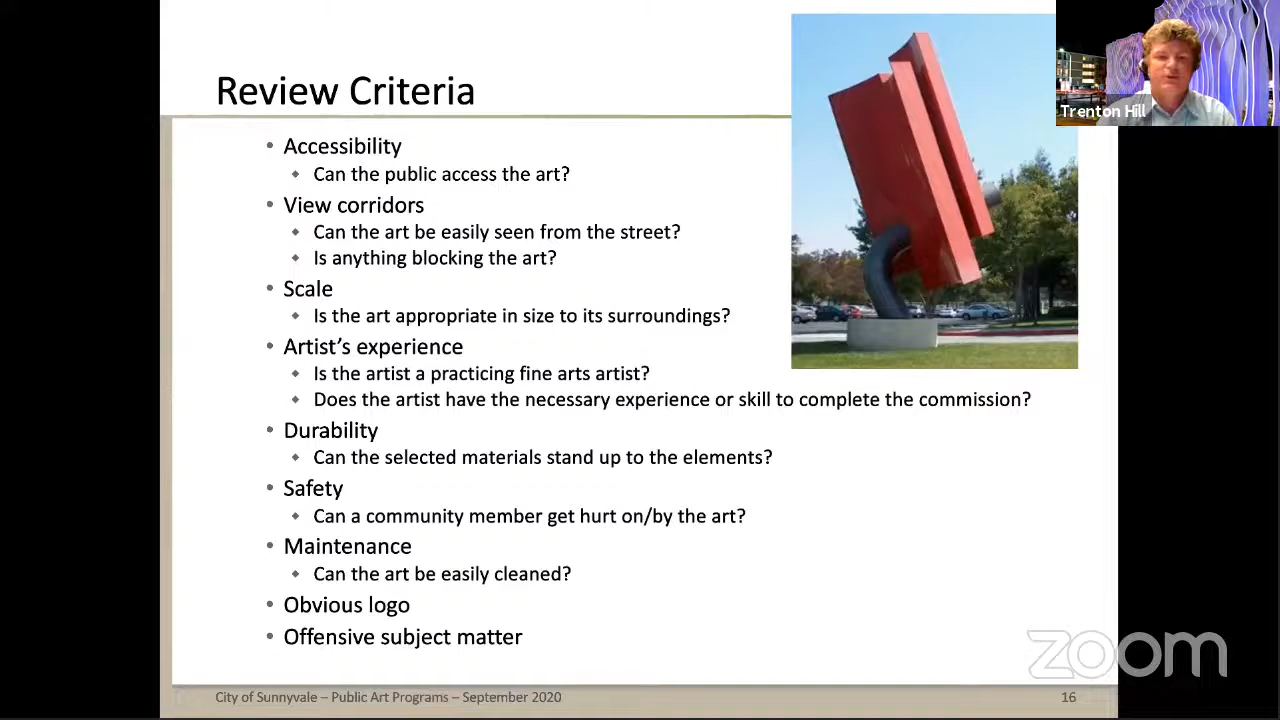 Review Criteria
Trenton Hill
• Accessibility
◆ Can the public access the art?
• View corridors
◆ Can the art be easily seen from the street?
◆ Is anything blocking the art?
• Scale
◆ Is the art appropriate in size to its surroundings?
• Artist's experience
◆ Is the artist a practicing fine arts artist?
◆ Does the artist have the necessary experience or skill to complete the commission?
• Durability
◆ Can the selected materials stand up to the elements?
• Safety
◆ Can a community member get hurt on/by the art?
• Maintenance
◆ Can the art be easily cleaned?
• Obvious logo
• Offensive subject matter
zoom
City of Sunnyvale – Public Art Programs – September 2020
16